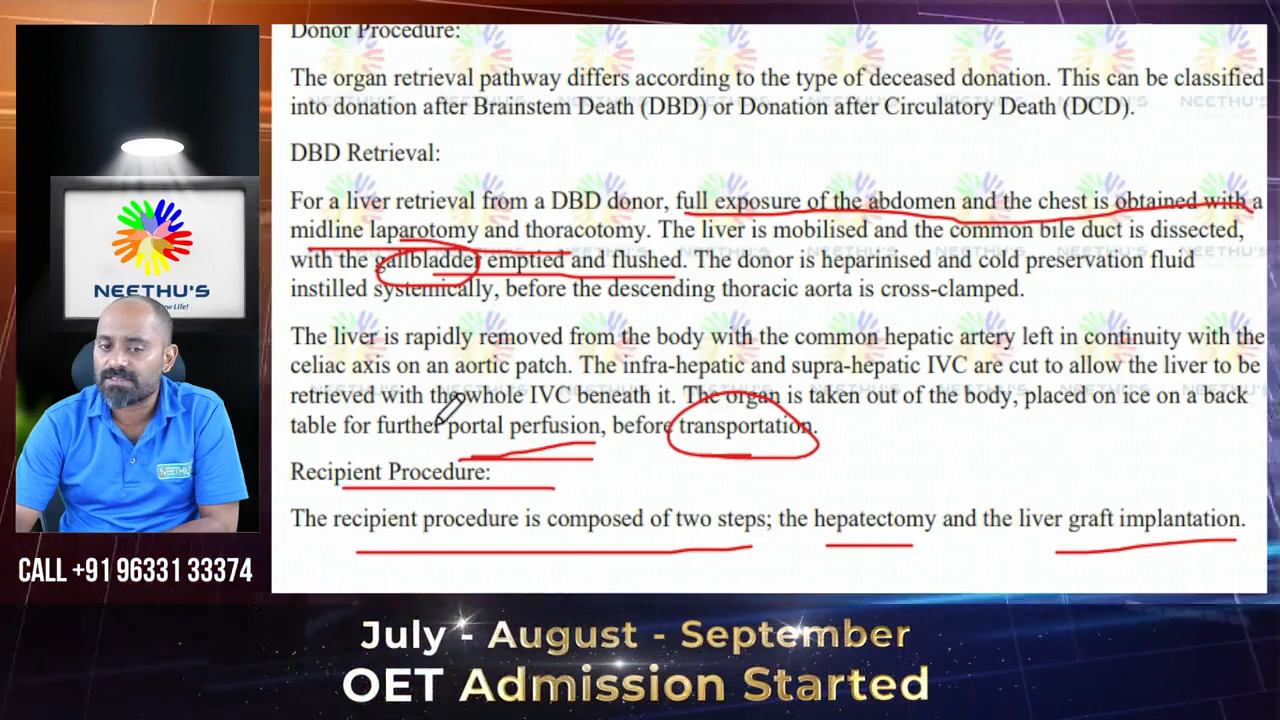 Donor Procedure:
The organ retrieval pathway differs according to the type of deceased donation. This can be classified
into donation after Brainstem Death (DBD) or Donation after Circulatory Death (DCD).
DBD Retrieval:
For a liver retrieval from a DBD donor, full exposure of the abdomen and the chest is obtained with a
midline laparotomy and thoracotomy. The liver is mobilised and the common bile duct is dissected,
with the gallbladder emptied and flushed. The donor is heparinised and cold preservation fluid
instilled systemically, before the descending thoracic aorta is cross-clamped.
The liver is rapidly removed from the body with the common hepatic artery left in continuity with the
celiac axis on an aortic patch. The infra-hepatic and supra-hepatic IVC are cut to allow the liver to be
retrieved with the whole IVC beneath it. The organ is taken out of the body, placed on ice on a back
table for further portal perfusion, before transportation.
Recipient Procedure:
The recipient procedure is composed of two steps; the hepatectomy and the liver graft implantation.
NEETHU'S
Life!
NEETHU'S
CALL +91 96331 33374
July - August - September
OET Admission Started